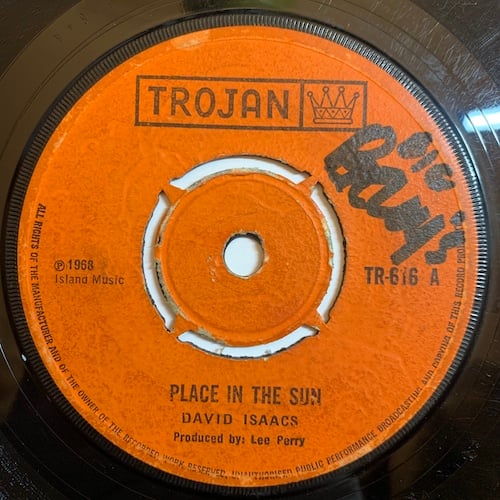 TROJAN
Big
Barry's
℗ 1968
Island Music
TR-616 A
PLACE IN THE SUN
DAVID ISAACS
Produced by: Lee Perry
ALL RIGHTS OF THE MANUFACTURER AND OF THE OWNER OF THE RECORDED WORK RESERVED. UNAUTHORISED PUBLIC PERFORMANCE BROADCASTING AND COPYING OF THIS RECORD